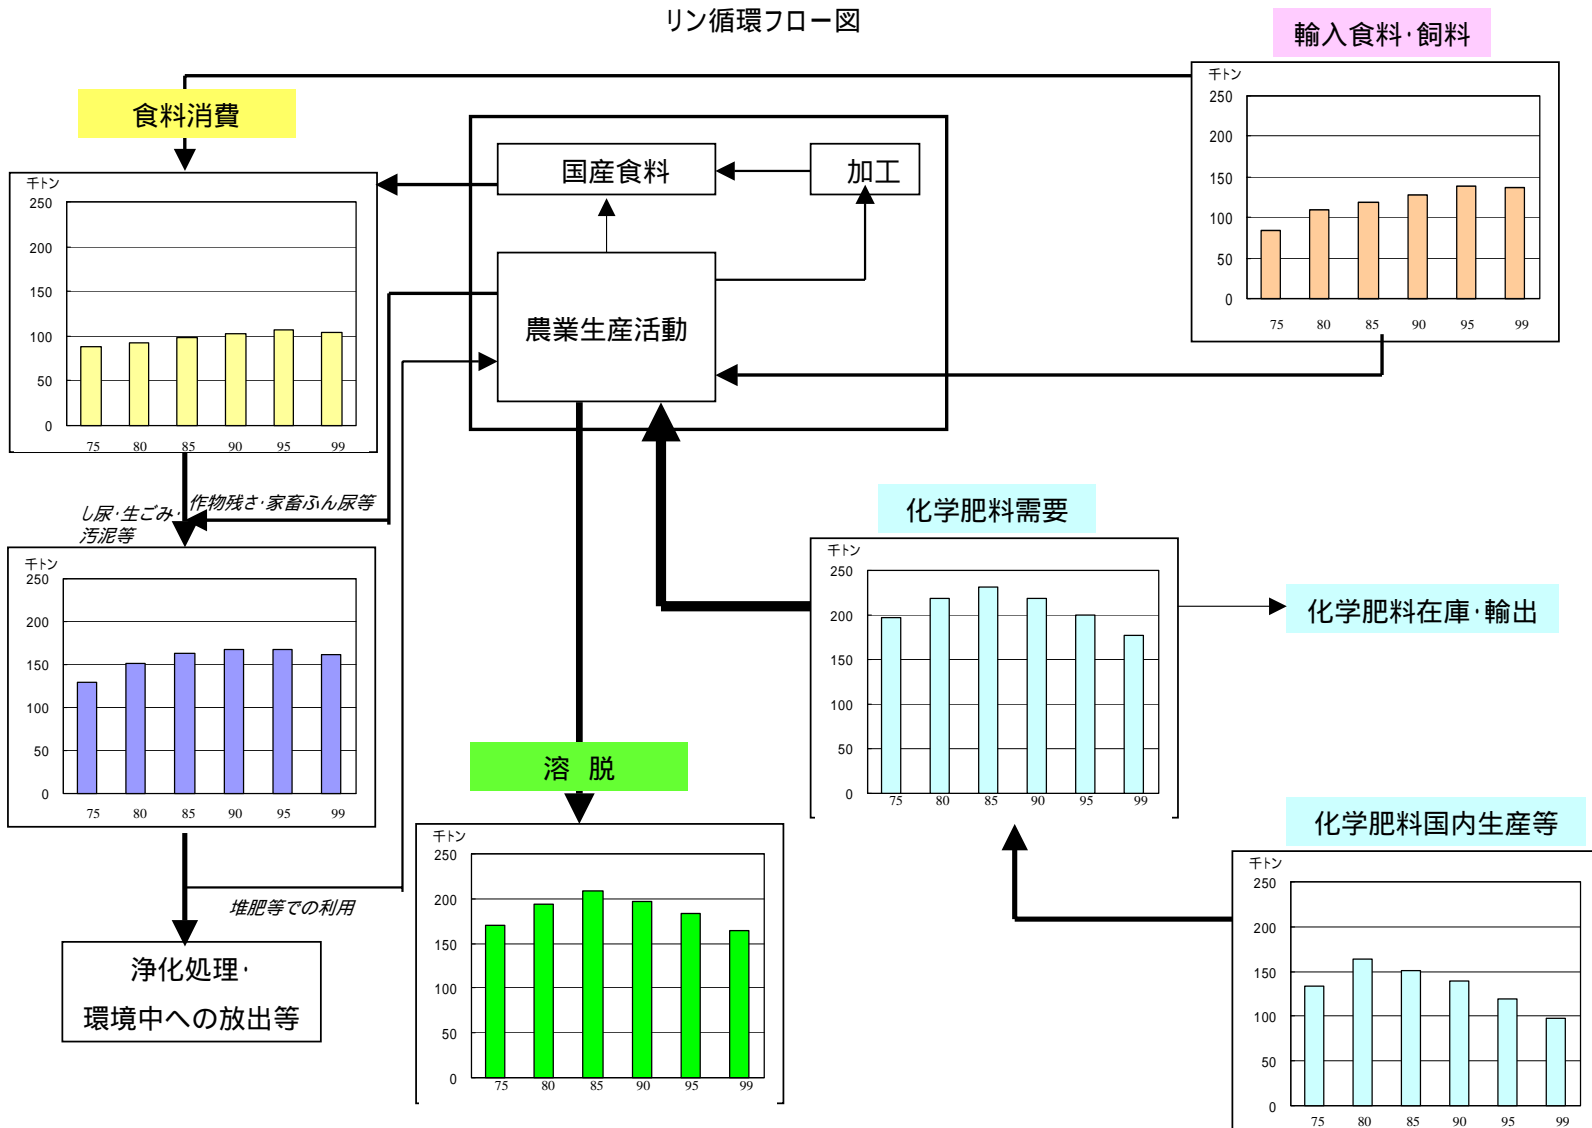 リン循環フロー図
輸入食料・飼料
千トン
250
200
150
100
50
0
75 80 85 90 95 99
食料消費
千トン
250
200
150
100
50
0
75 80 85 90 95 99
国産食料
加工
農業生産活動
し尿・生ごみ・
汚泥等
作物残さ・家畜ふん尿等
千トン
250
200
150
100
50
0
75 80 85 90 95 99
堆肥等での利用
浄化処理・
環境中への放出等
溶 脱
千トン
250
200
150
100
50
0
75 80 85 90 95 99
化学肥料需要
千トン
250
200
150
100
50
0
75 80 85 90 95 99
化学肥料在庫・輸出
化学肥料国内生産等
千トン
250
200
150
100
50
0
75 80 85 90 95 99